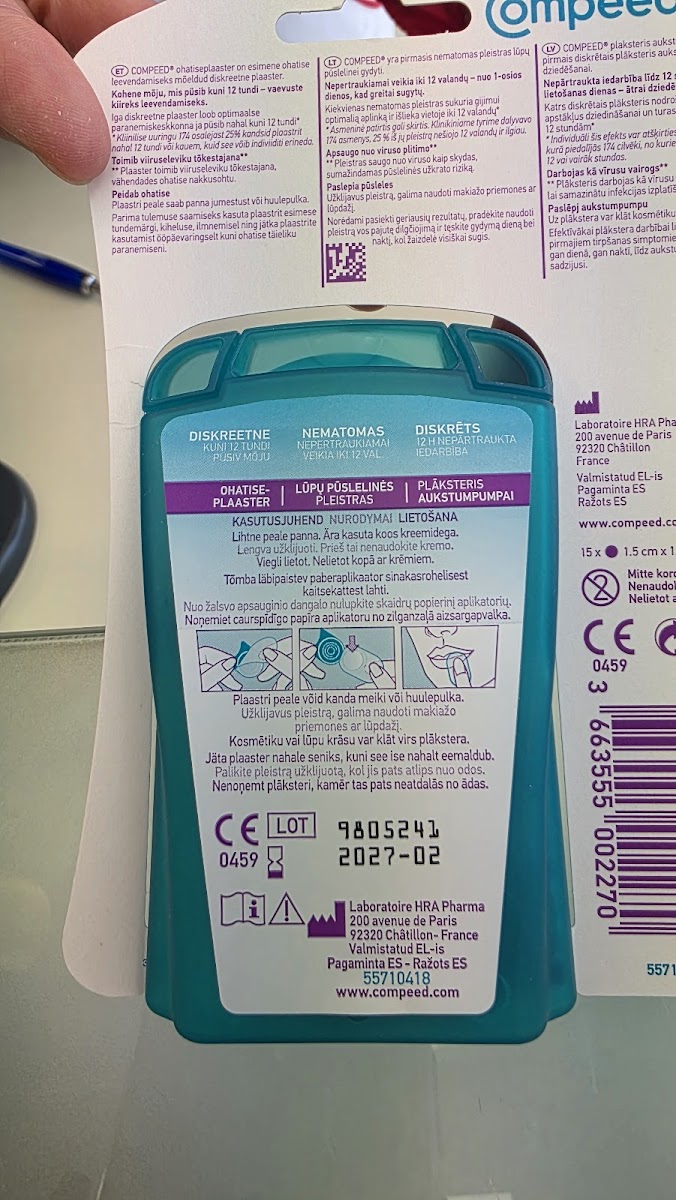 Compeed
ET COMPEED® ohatiseplaaster on esimene ohatise
leevendamiseks mõeldud diskreetne plaaster.
Kohene mõju, mis püsib kuni 12 tundi – vaevuste
kiireks leevendamiseks.
Iga diskreetne plaaster loob optimaalse
paranemiskeskkonna ja püsib nahal kuni 12 tundi*
* Kliinilise uuringu 174 osalejast 25% kandsid plaastrit
nahal 12 tundi või kauem, kuid see võib individiti erineda.
Toimib viiruseleviku tõkestajana**
** Plaaster toimib viiruseleviku tõkestajana,
vähendades ohatise nakkusohtu.
Peidab ohatise
Plaastri peale saab panna jumestust või huulepulka.
Parima tulemuse saamiseks kasuta plaastrit esimese
tundemärgi, kiheluse, ilmnemisel ning jätka plaastrite
kasutamist ööpäevaringselt kuni ohatise täieliku
paranemiseni.
LT COMPEED® yra pirmasis nematomas pleistras lūpų
pūslelinei gydyti.
Nepertraukiamai veikia iki 12 valandų – nuo 1-osios
dienos, kad greitai sugytų.
Kiekvienas nematomas pleistras sukuria gijimui
optimalią aplinką ir išlieka vietoje iki 12 valandų*
* Asmeninė patirtis gali skirtis. Klinikiniame tyrime dalyvavo
174 asmenys, 25 % iš jų pleistrą nešiojo 12 valandų ir ilgiau.
Apsaugo nuo viruso plitimo**
** Pleistras saugo nuo viruso kaip skydas,
sumažindamas pūslelinės užkrato riziką.
Paslepia pūsleles
Užklijavus pleistrą, galima naudoti makiažo priemones ar
lūpdažį.
Norėdami pasiekti geriausių rezultatų, pradėkite naudoti
pleistrą vos pajutę dilgčiojimą ir tęskite gydymą dieną bei
naktį, kol žaizdelė visiškai sugis.
LV COMPEED® plāksteris aukst
pirmais diskrētais plāksteris auks
dziedēšanai.
Nepārtraukta iedarbība līdz 12 s
lietošanas dienas – ātrai dziedē
Katrs diskrētais plāksteris nodro
apstākļus dziedināšanai un turas
12 stundām*
* Individuāli šis efekts var atšķirties
kurā piedalījās 174 cilvēki, no kurie
12 vai vairāk stundas.
Darbojas kā vīrusu vairogs**
** Plāksteris darbojas kā vīrusu
lai samazinātu infekcijas izplatīš
Paslēpj aukstumpumpu
Uz plākstera var klāt kosmētiku
Efektīvākai plākstera darbībai li
pirmajiem tirpšanas simptomie
gan dienā, gan naktī, līdz aukstu
sadzijusi.
DISKREETNE
KUNI 12 TUNDI
PÜSIV MÕJU
NEMATOMAS
NEPERTRAUKIAMAI
VEIKIA IKI 12 VAL.
DISKRĒTS
12 H NEPĀRTRAUKTA
IEDARBĪBA
OHATISE-
PLAASTER
LŪPŲ PŪSLELINĖS
PLEISTRAS
PLĀKSTERIS
AUKSTUMPUMPAI
KASUTUSJUHEND NURODYMAI LIETOŠANA
Lihtne peale panna. Ära kasuta koos kreemidega.
Lengva užklijuoti. Prieš tai nenaudokite kremo.
Viegli lietot. Nelietot kopā ar krēmiem.
Tõmba läbipaistev paberaplikaator sinakasrohelisest
kaitsekattest lahti.
Nuo žalsvo apsauginio dangalo nulupkite skaidrų popierinį aplikatorių.
Noņemiet caurspīdīgo papīra aplikatoru no zilganzaļā aizsargapvalka.
Plaastri peale võid kanda meiki või huulepulka.
Užklijavus pleistrą, galima naudoti makiažo
priemones ar lūpdažį.
Kosmētiku vai lūpu krāsu var klāt virs plākstera.
Jäta plaaster nahale seniks, kuni see ise nahalt eemaldub.
Palikite pleistrą užklijuotą, kol jis pats atlips nuo odos.
Nenoņemt plāksteri, kamēr tas pats neatdalās no ādas.
CE 0459
LOT 9805241
2027-02
Laboratoire HRA Pharma
200 avenue de Paris
92320 Châtillon- France
Valmistatud EL-is
Pagaminta ES - Ražots ES
55710418
www.compeed.com
Laboratoire HRA Pha
200 avenue de Paris
92320 Châtillon
France
Valmistatud EL-is
Pagaminta ES
Ražots ES
www.compeed.c
15 x 1.5 cm x 1
2
Mitte kor
Nenaudo
Nelietot a
CE
0459
3 663555 002270
5571